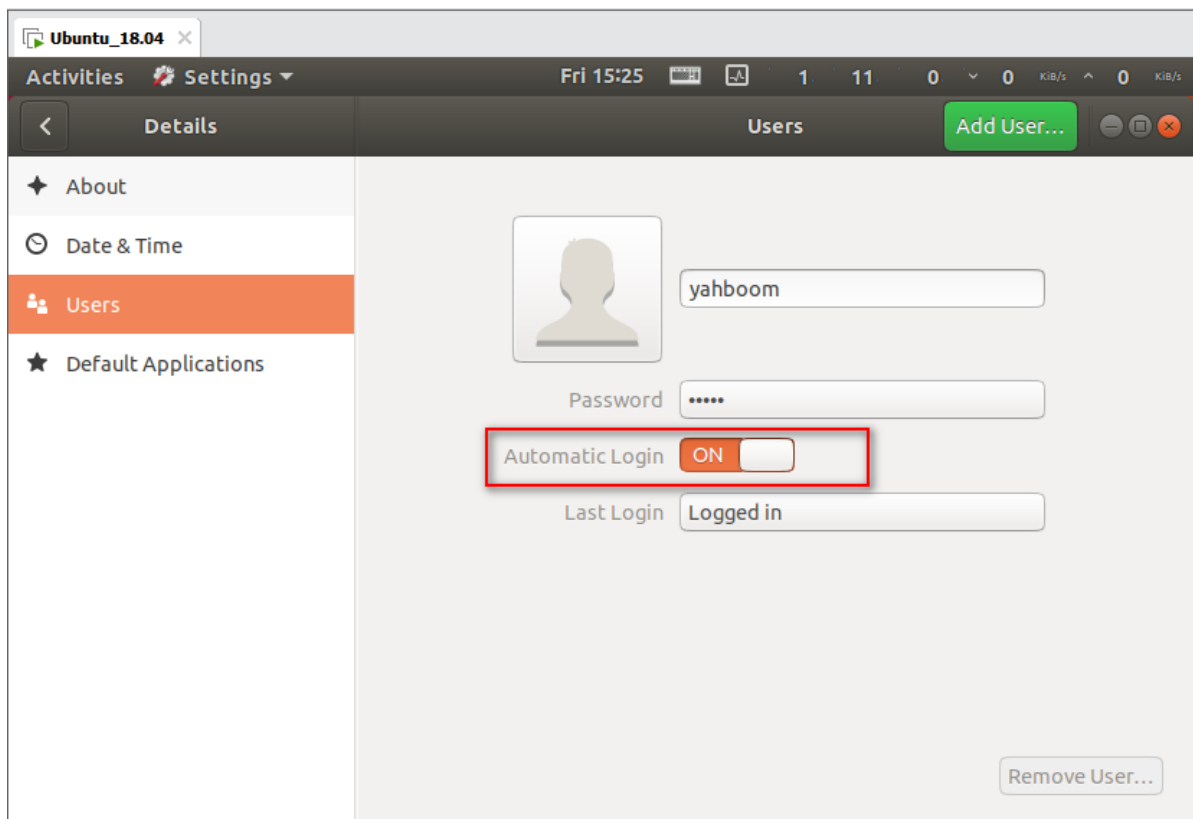 Ubuntu_18.04
Activities Settings Fri 15:25 1 11 0 0 KiB/s 0 KiB/s
Details Users Add User...
About
Date & Time
yahboom
Users
Default Applications
Password •••••
Automatic Login ON
Last Login Logged in
Remove User...